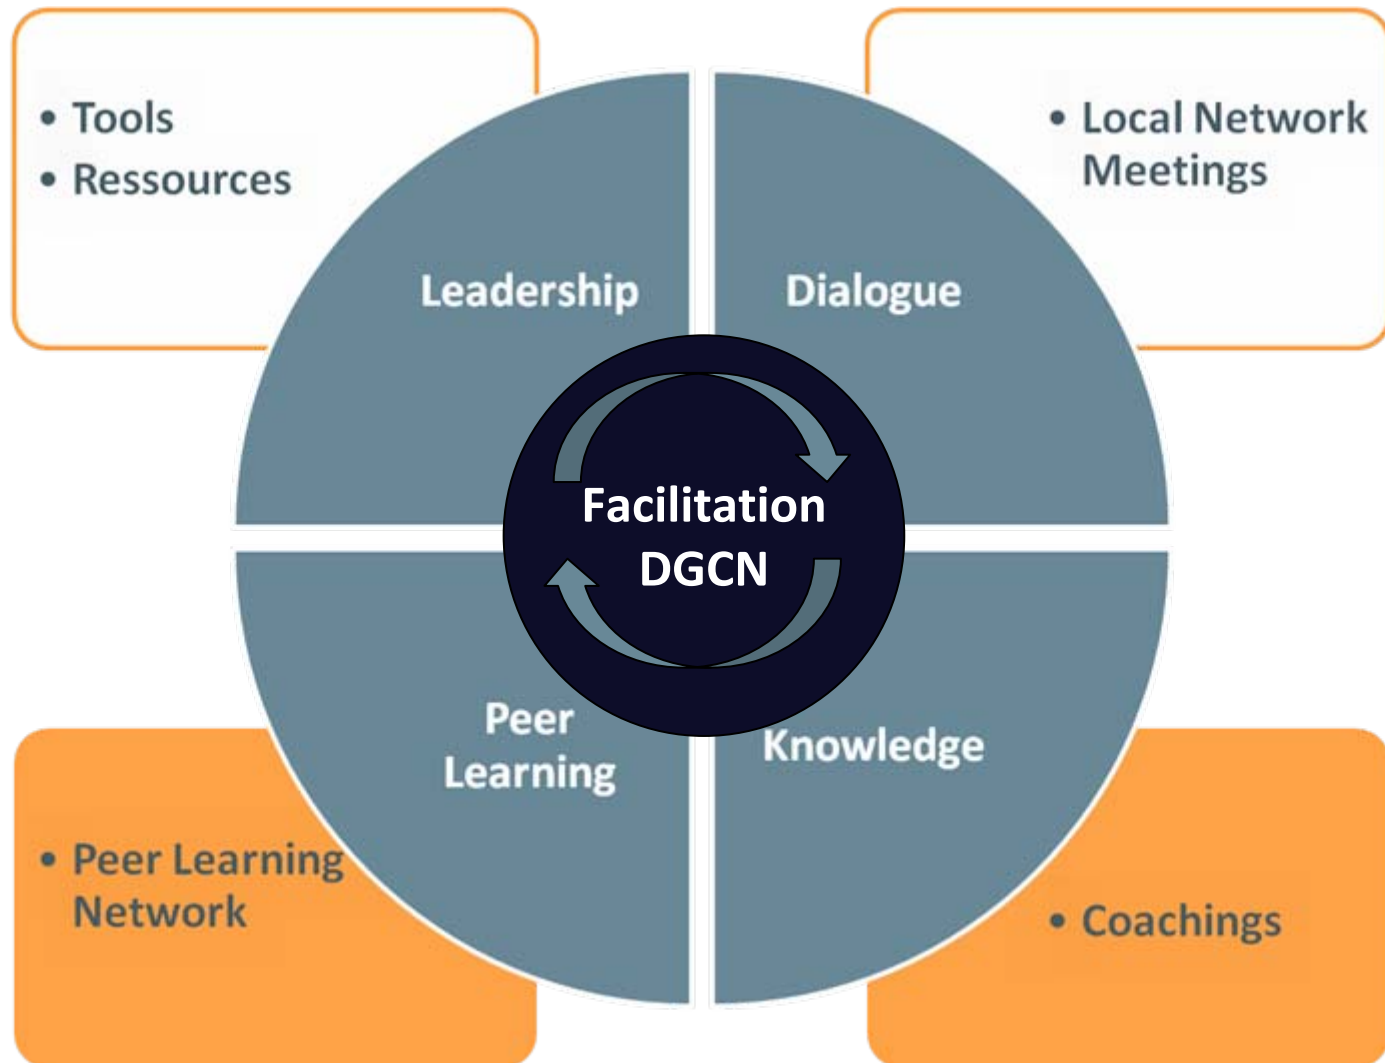 • Tools
• Ressources
• Local Network
Meetings
Leadership
Dialogue
Facilitation
DGCN
Peer
Learning
Knowledge
• Peer Learning
Network
• Coachings